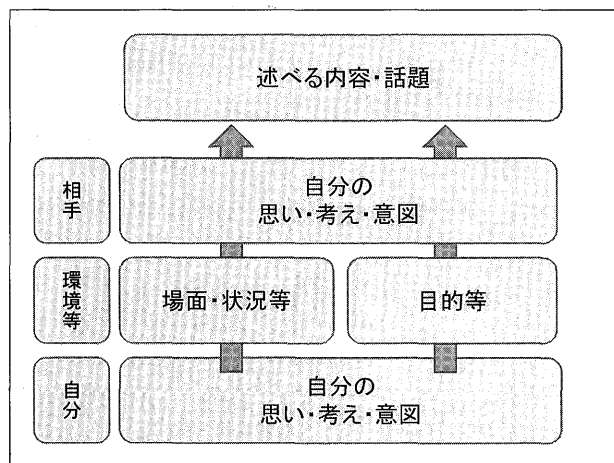 述べる内容・話題
相手
自分の
思い・考え・意図
環境等
場面・状況等
目的等
自分
自分の
思い・考え・意図